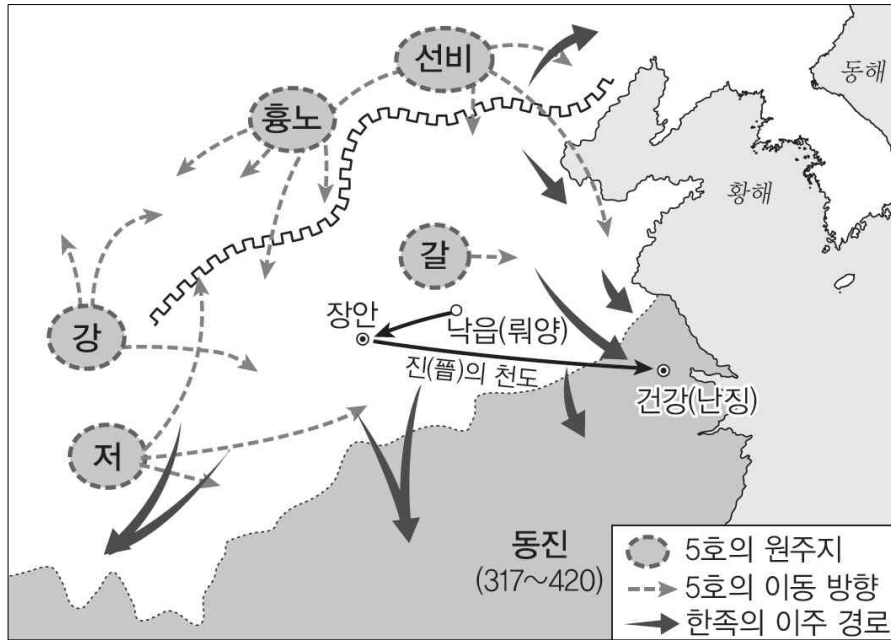 선비
동해
흉노
황해
갈
강
장안
낙읍(뤄양)
진(晉)의 천도
건강(난징)
저
동진
(317～420)
5호의 원주지
5호의 이동 방향
한족의 이주 경로